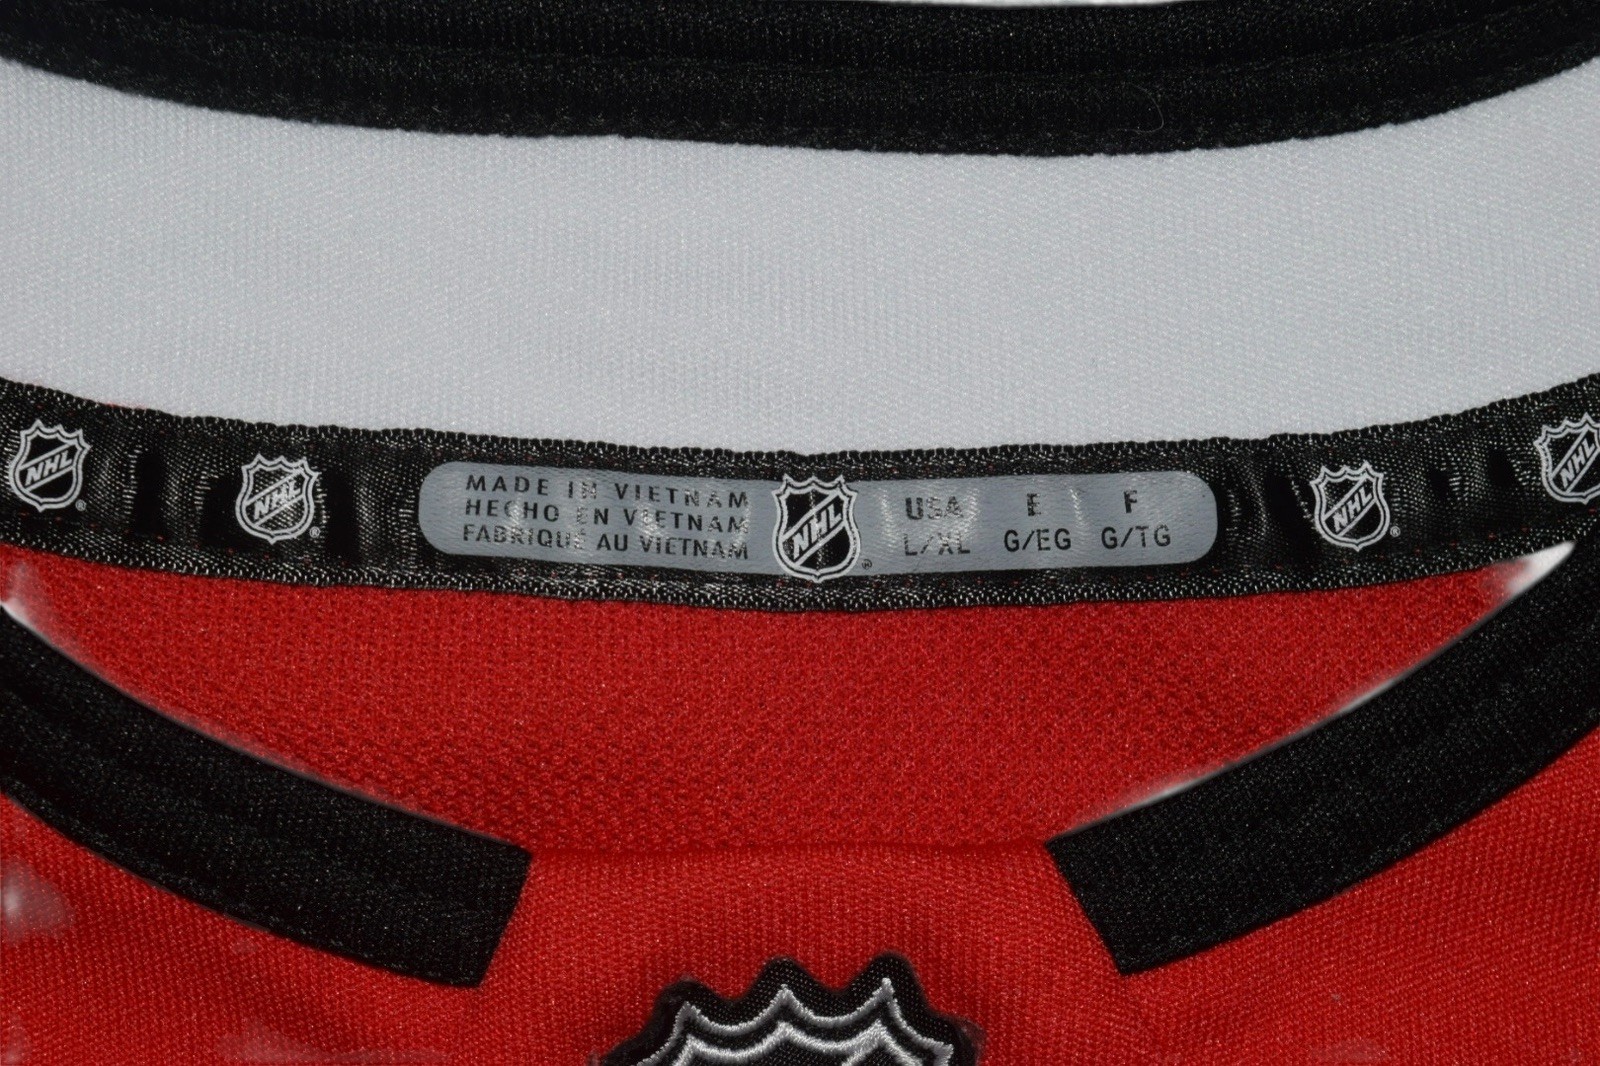 NHL ®
NHL ®
MADE IN VIETNAM
HECHO EN VIETNAM
FABRIQUÉ AU VIETNAM
NHL ®
USA E F
L/XL G/EG G/TG
NHL ®
NHL